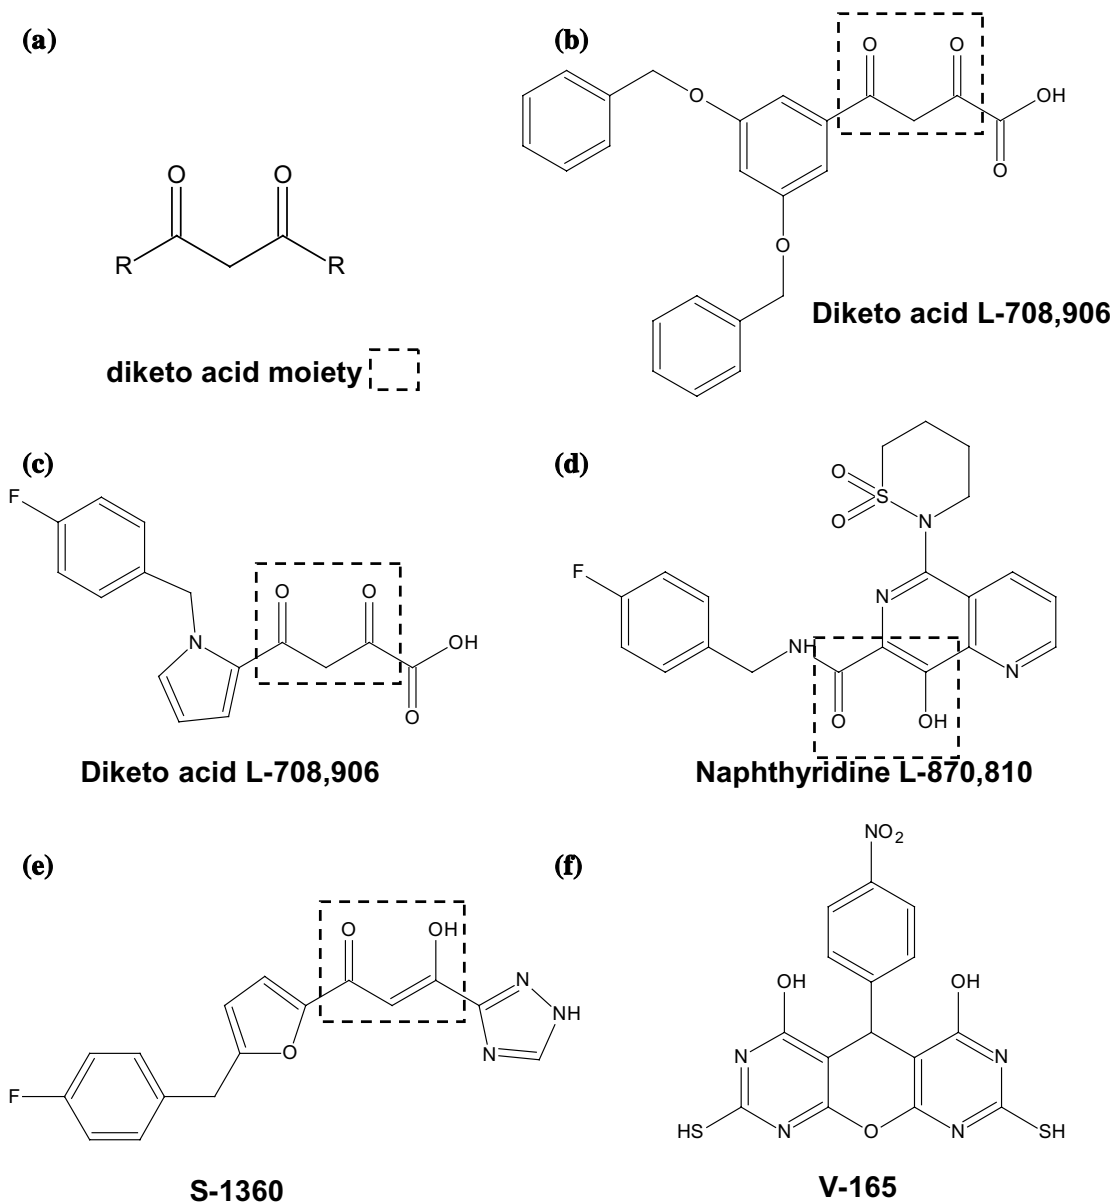 (a)
O O
R R
diketo acid moiety
(b)
O O
O OH
O
O
Diketo acid L-708,906
(c)
F
O O
N OH
O
Diketo acid L-708,906
(d)
O
S
O N
F N
NH
N
O OH
Naphthyridine L-870,810
(e)
O OH
N
NH
O N
F
S-1360
(f)
NO2
OH OH
N N
HS N O N SH
V-165